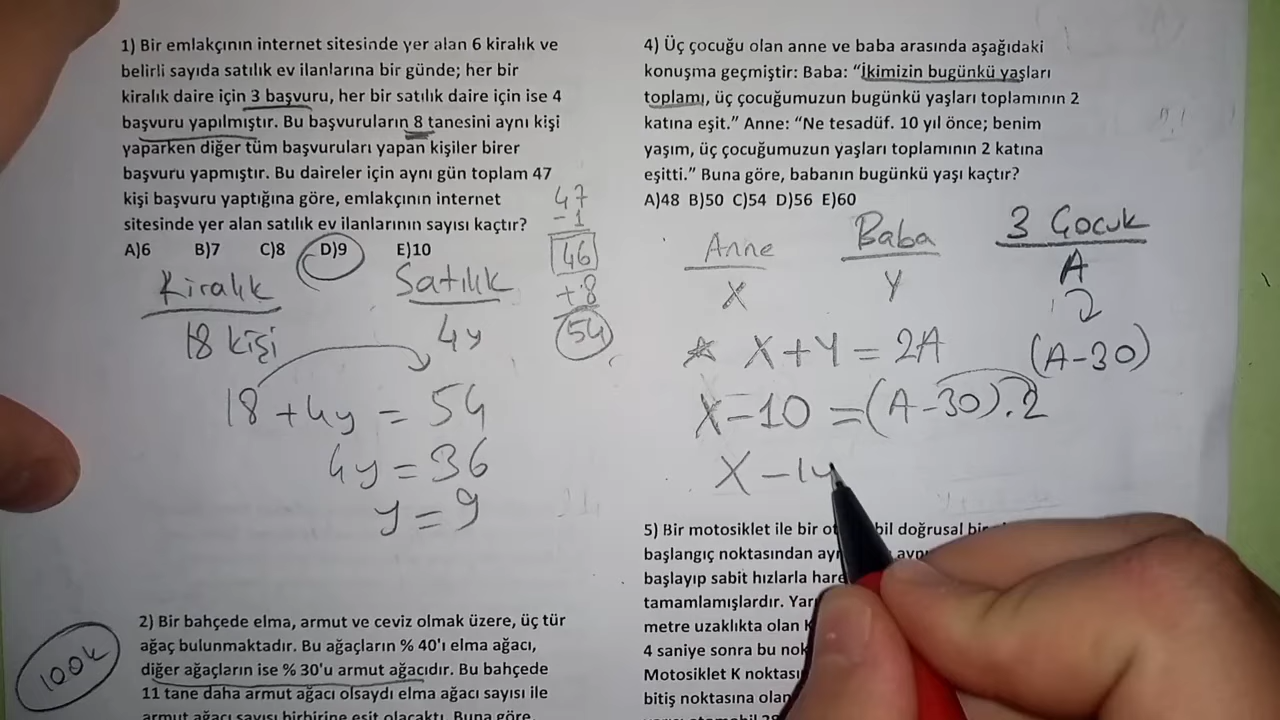 1) Bir emlakçının internet sitesinde yer alan 6 kiralık ve
belirli sayıda satılık ev ilanlarına bir günde; her bir
kiralık daire için 3 başvuru, her bir satılık daire için ise 4
başvuru yapılmıştır. Bu başvuruların 8 tanesini aynı kişi
yaparken diğer tüm başvuruları yapan kişiler birer
başvuru yapmıştır. Bu daireler için aynı gün toplam 47
kişi başvuru yaptığına göre, emlakçının internet
sitesinde yer alan satılık ev ilanlarının sayısı kaçtır?
A)6 B)7 C)8 D)9 E)10
47
- 1
46
+8
54
Kiralık Satılık
18 kişi 4y
18 + 4y = 54
4y = 36
y = 9
100k
2) Bir bahçede elma, armut ve ceviz olmak üzere, üç tür
ağaç bulunmaktadır. Bu ağaçların % 40'ı elma ağacı,
diğer ağaçların ise % 30'u armut ağacıdır. Bu bahçede
11 tane daha armut ağacı olsaydı elma ağacı sayısı ile
armut ağacı sayısı birbirine eşit olacaktı. Buna göre,
4) Üç çocuğu olan anne ve baba arasında aşağıdaki
konuşma geçmiştir: Baba: “İkimizin bugünkü yaşları
toplamı, üç çocuğumuzun bugünkü yaşları toplamının 2
katına eşit.” Anne: “Ne tesadüf. 10 yıl önce; benim
yaşım, üç çocuğumuzun yaşları toplamının 2 katına
eşitti.” Buna göre, babanın bugünkü yaşı kaçtır?
A)48 B)50 C)54 D)56 E)60
Anne Baba 3 Çocuk
X Y A
X+Y = 2A (A-30)
X-10 = (A-30).2
X - 1
5) Bir motosiklet ile bir doğrusal
başlangıç noktasından
başlayıp sabit hızlarla
tamamlamışlardır.
metre uzaklıkta olan K
4 saniye sonra bu
Motosiklet K
bitiş noktasına